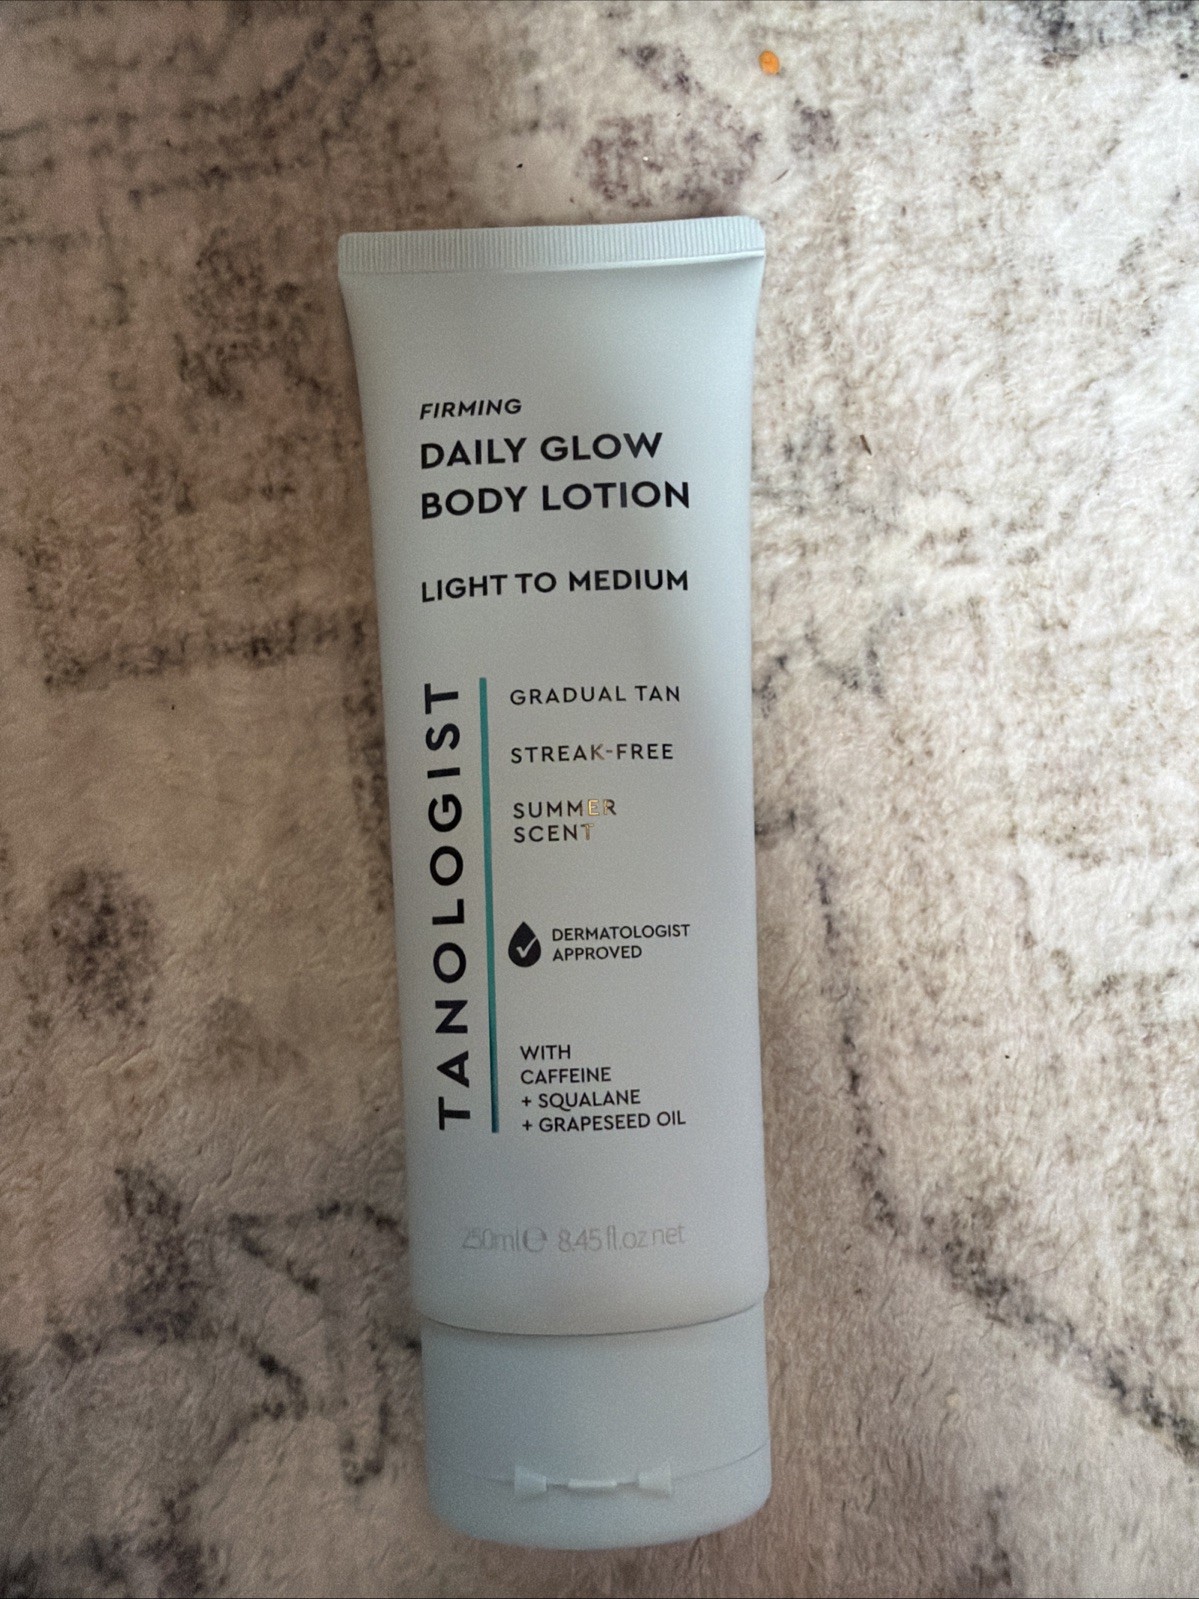 FIRMING
DAILY GLOW
BODY LOTION
LIGHT TO MEDIUM
TANOLOGIST
GRADUAL TAN
STREAK-FREE
SUMMER
SCENT
DERMATOLOGIST
APPROVED
WITH
CAFFEINE
+ SQUALANE
+ GRAPESEED OIL
250ml℮ 8.45 fl.oz net